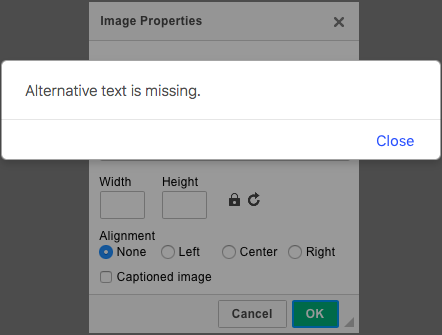 Image Properties
Alternative text is missing.
Close
Width Height
Alignment
None Left Center Right
Captioned image
Cancel OK